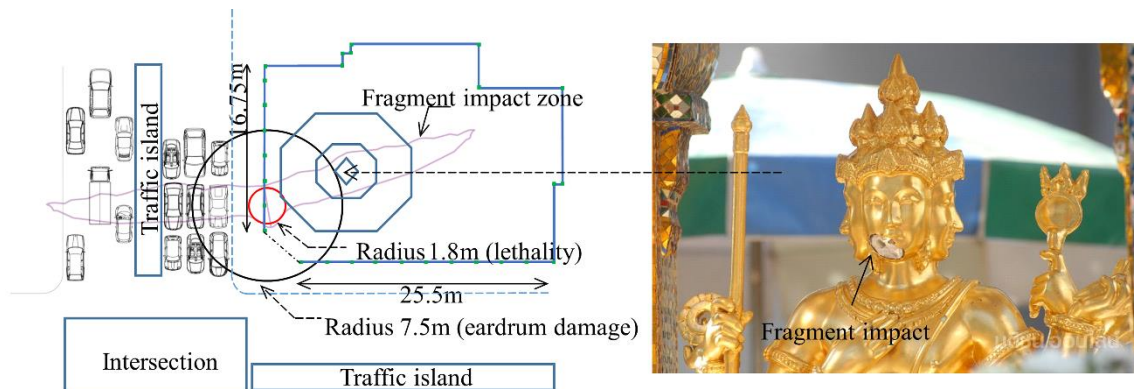 Traffic island
16.75m
Fragment impact zone
Radius 1.8m (lethality)
25.5m
Radius 7.5m (eardrum damage)
Intersection
Traffic island
Fragment impact